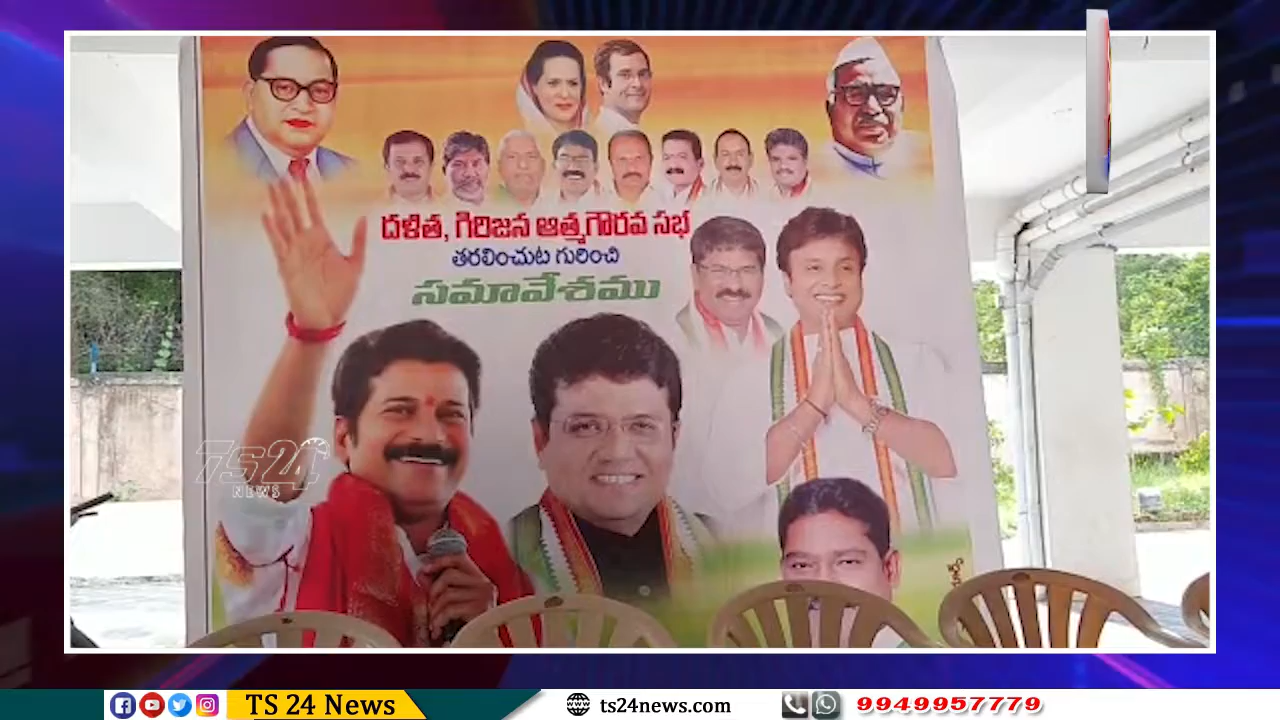 దళిత, గిరిజన ఆత్మగౌరవ సభ
తరలించుట గురించి
సమావేశము
TS24
NEWS
TS 24 News
ts24news.com
9949957779